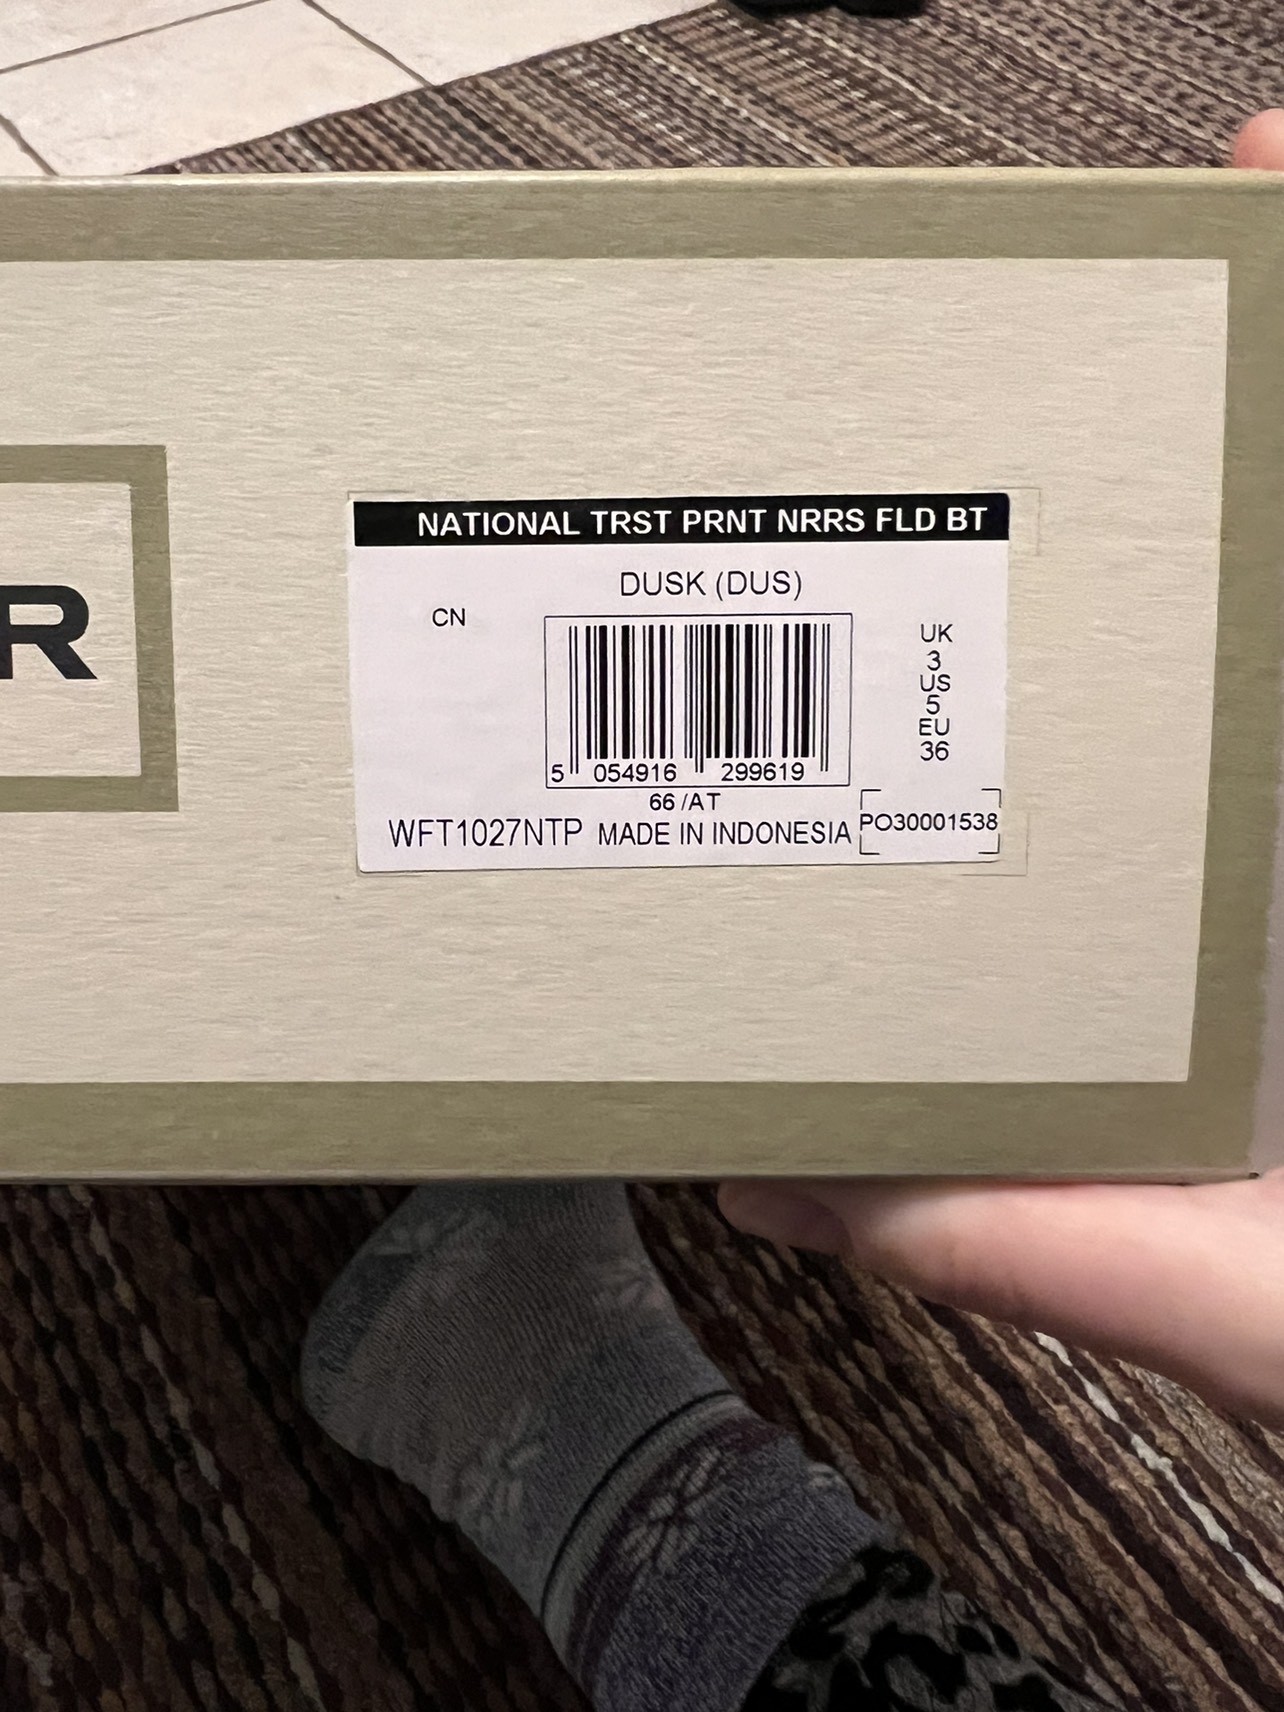 R
NATIONAL TRST PRNT NRRS FLD BT
DUSK (DUS)
CN
UK
3
US
5
EU
36
5 054916 299619
66 /AT
WFT1027NTP MADE IN INDONESIA
PO30001538